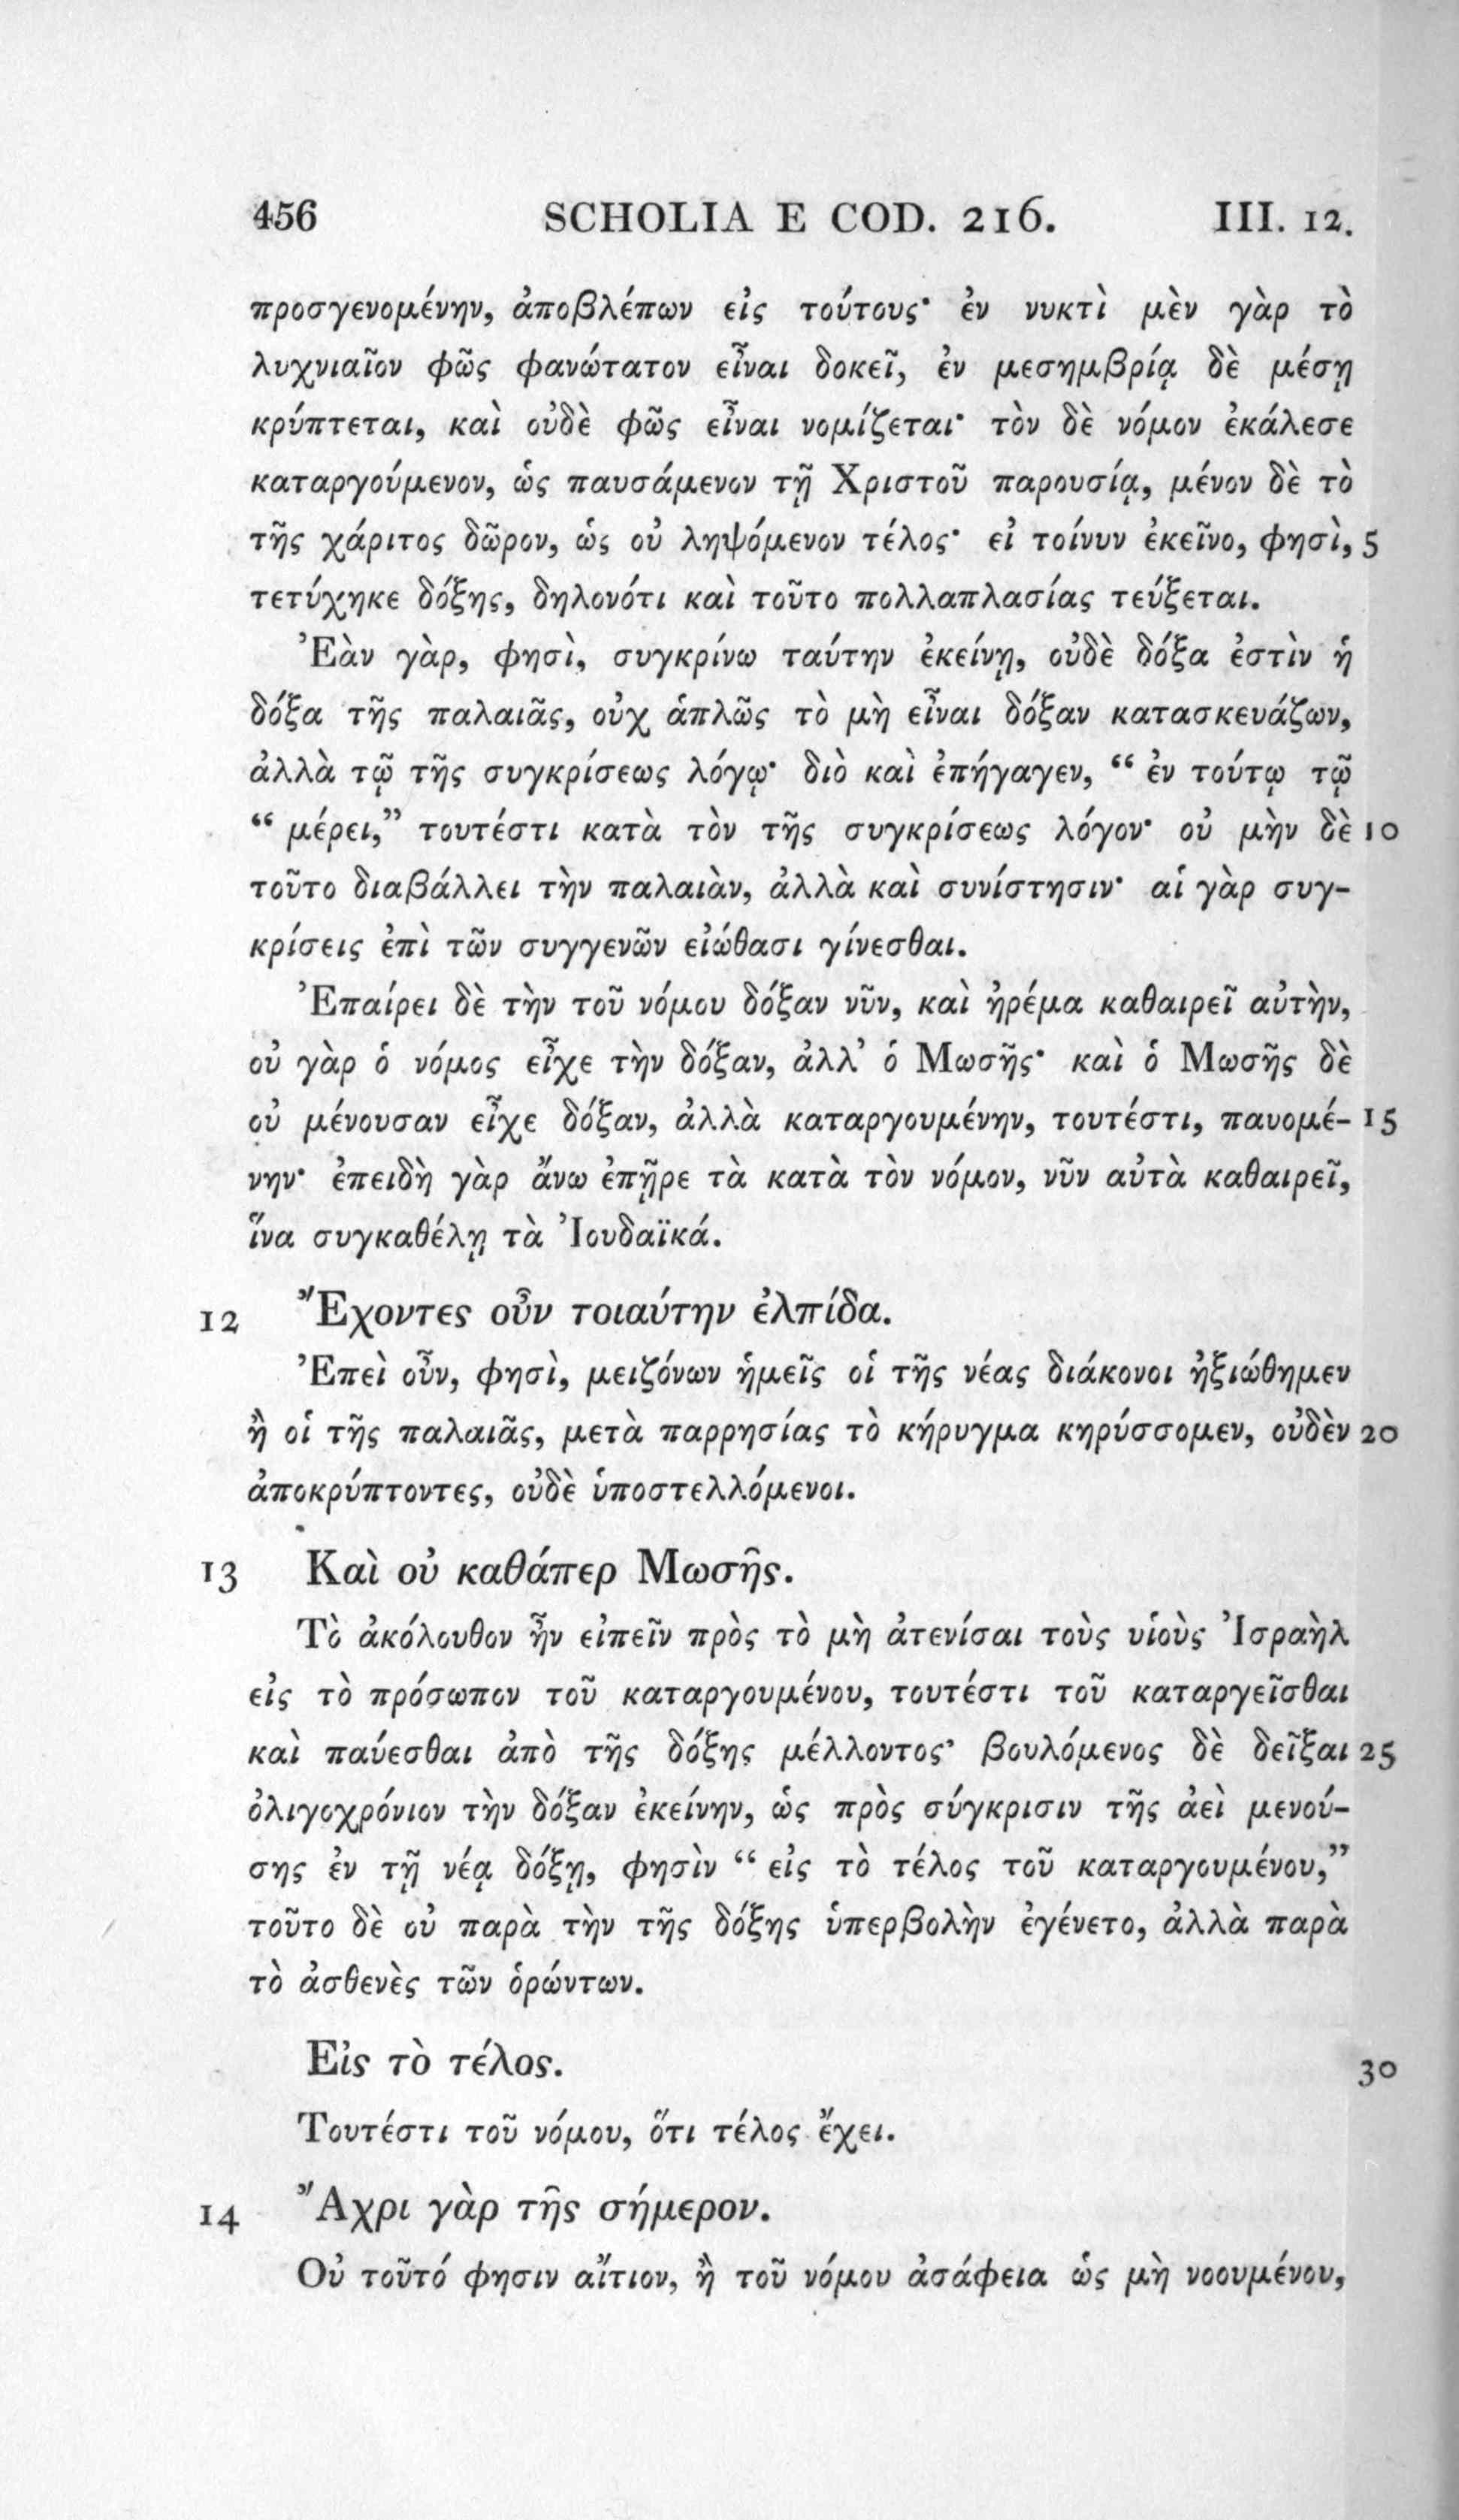 456 SCHOLIA E COD. 216. III. 12.
προσγενομένην, ἀποβλέπων εἰς τούτους· ἐν νυκτὶ μὲν γὰρ τὸ
λυχνιαῖον φῶς φανώτατον εἶναι δοκεῖ, ἐν μεσημβρίᾳ δὲ μέσῃ
κρύπτεται, καὶ οὐδὲ φῶς εἶναι νομίζεται· τὸν δὲ νόμον ἐκάλεσε
καταργούμενον, ὡς παυσάμενον τῇ Χριστοῦ παρουσίᾳ, μένον δὲ τὸ
τῆς χάριτος δῶρον, ὡς οὐ ληψόμενον τέλος· εἰ τοίνυν ἐκεῖνο, φησὶ, 5
τετύχηκε δόξης, δηλονότι καὶ τοῦτο πολλαπλασίας τεύξεται.
Ἐὰν γὰρ, φησὶ, συγκρίνω ταύτην ἐκείνῃ, οὐδὲ δόξα ἐστὶν ἡ
δόξα τῆς παλαιᾶς, οὐχ ἁπλῶς τὸ μὴ εἶναι δόξαν κατασκευάζων,
ἀλλὰ τῷ τῆς συγκρίσεως λόγῳ· διὸ καὶ ἐπήγαγεν, “ ἐν τούτῳ τῷ
“ μέρει,” τουτέστι κατὰ τὸν τῆς συγκρίσεως λόγον· οὐ μὴν δὲ 10
τοῦτο διαβάλλει τὴν παλαιὰν, ἀλλὰ καὶ συνίστησιν· αἱ γὰρ συγ-
κρίσεις ἐπὶ τῶν συγγενῶν εἰώθασι γίνεσθαι.
Ἐπαίρει δὲ τὴν τοῦ νόμου δόξαν νῦν, καὶ ἠρέμα καθαιρεῖ αὐτὴν,
οὐ γὰρ ὁ νόμος εἶχε τὴν δόξαν, ἀλλ’ ὁ Μωσῆς· καὶ ὁ Μωσῆς δὲ
οὐ μένουσαν εἶχε δόξαν, ἀλλὰ καταργουμένην, τουτέστι, παυομέ- 15
νην· ἐπειδὴ γὰρ ἄνω ἐπῇρε τὰ κατὰ τὸν νόμον, νῦν αὐτὰ καθαιρεῖ,
ἵνα συγκαθέλῃ τὰ Ἰουδαϊκά.
12 Ἔχοντες οὖν τοιαύτην ἐλπίδα.
Ἐπεὶ οὖν, φησὶ, μειζόνων ἡμεῖς οἱ τῆς νέας διάκονοι ἠξιώθημεν
ἢ οἱ τῆς παλαιᾶς, μετὰ παρρησίας τὸ κήρυγμα κηρύσσομεν, οὐδὲν 20
ἀποκρύπτοντες, οὐδὲ ὑποστελλόμενοι.
13 Καὶ οὐ καθάπερ Μωσῆς.
Τὸ ἀκόλουθον ἦν εἰπεῖν πρὸς τὸ μὴ ἀτενίσαι τοὺς υἱοὺς Ἰσραὴλ
εἰς τὸ πρόσωπον τοῦ καταργουμένου, τουτέστι τοῦ καταργεῖσθαι
καὶ παύεσθαι ἀπὸ τῆς δόξης μέλλοντος· βουλόμενος δὲ δεῖξαι 25
ὀλιγοχρόνιον τὴν δόξαν ἐκείνην, ὡς πρὸς σύγκρισιν τῆς ἀεὶ μενού-
σης ἐν τῇ νέᾳ δόξῃ, φησὶν “ εἰς τὸ τέλος τοῦ καταργουμένου,”
τοῦτο δὲ οὐ παρὰ τὴν τῆς δόξης ὑπερβολὴν ἐγένετο, ἀλλὰ παρὰ
τὸ ἀσθενὲς τῶν ὁρώντων.
Εἰς τὸ τέλος. 30
Τουτέστι τοῦ νόμου, ὅτι τέλος ἔχει.
14 Ἄχρι γὰρ τῆς σήμερον.
Οὐ τοῦτό φησιν αἴτιον, ἢ τοῦ νόμου ἀσάφεια ὡς μὴ νοουμένου,